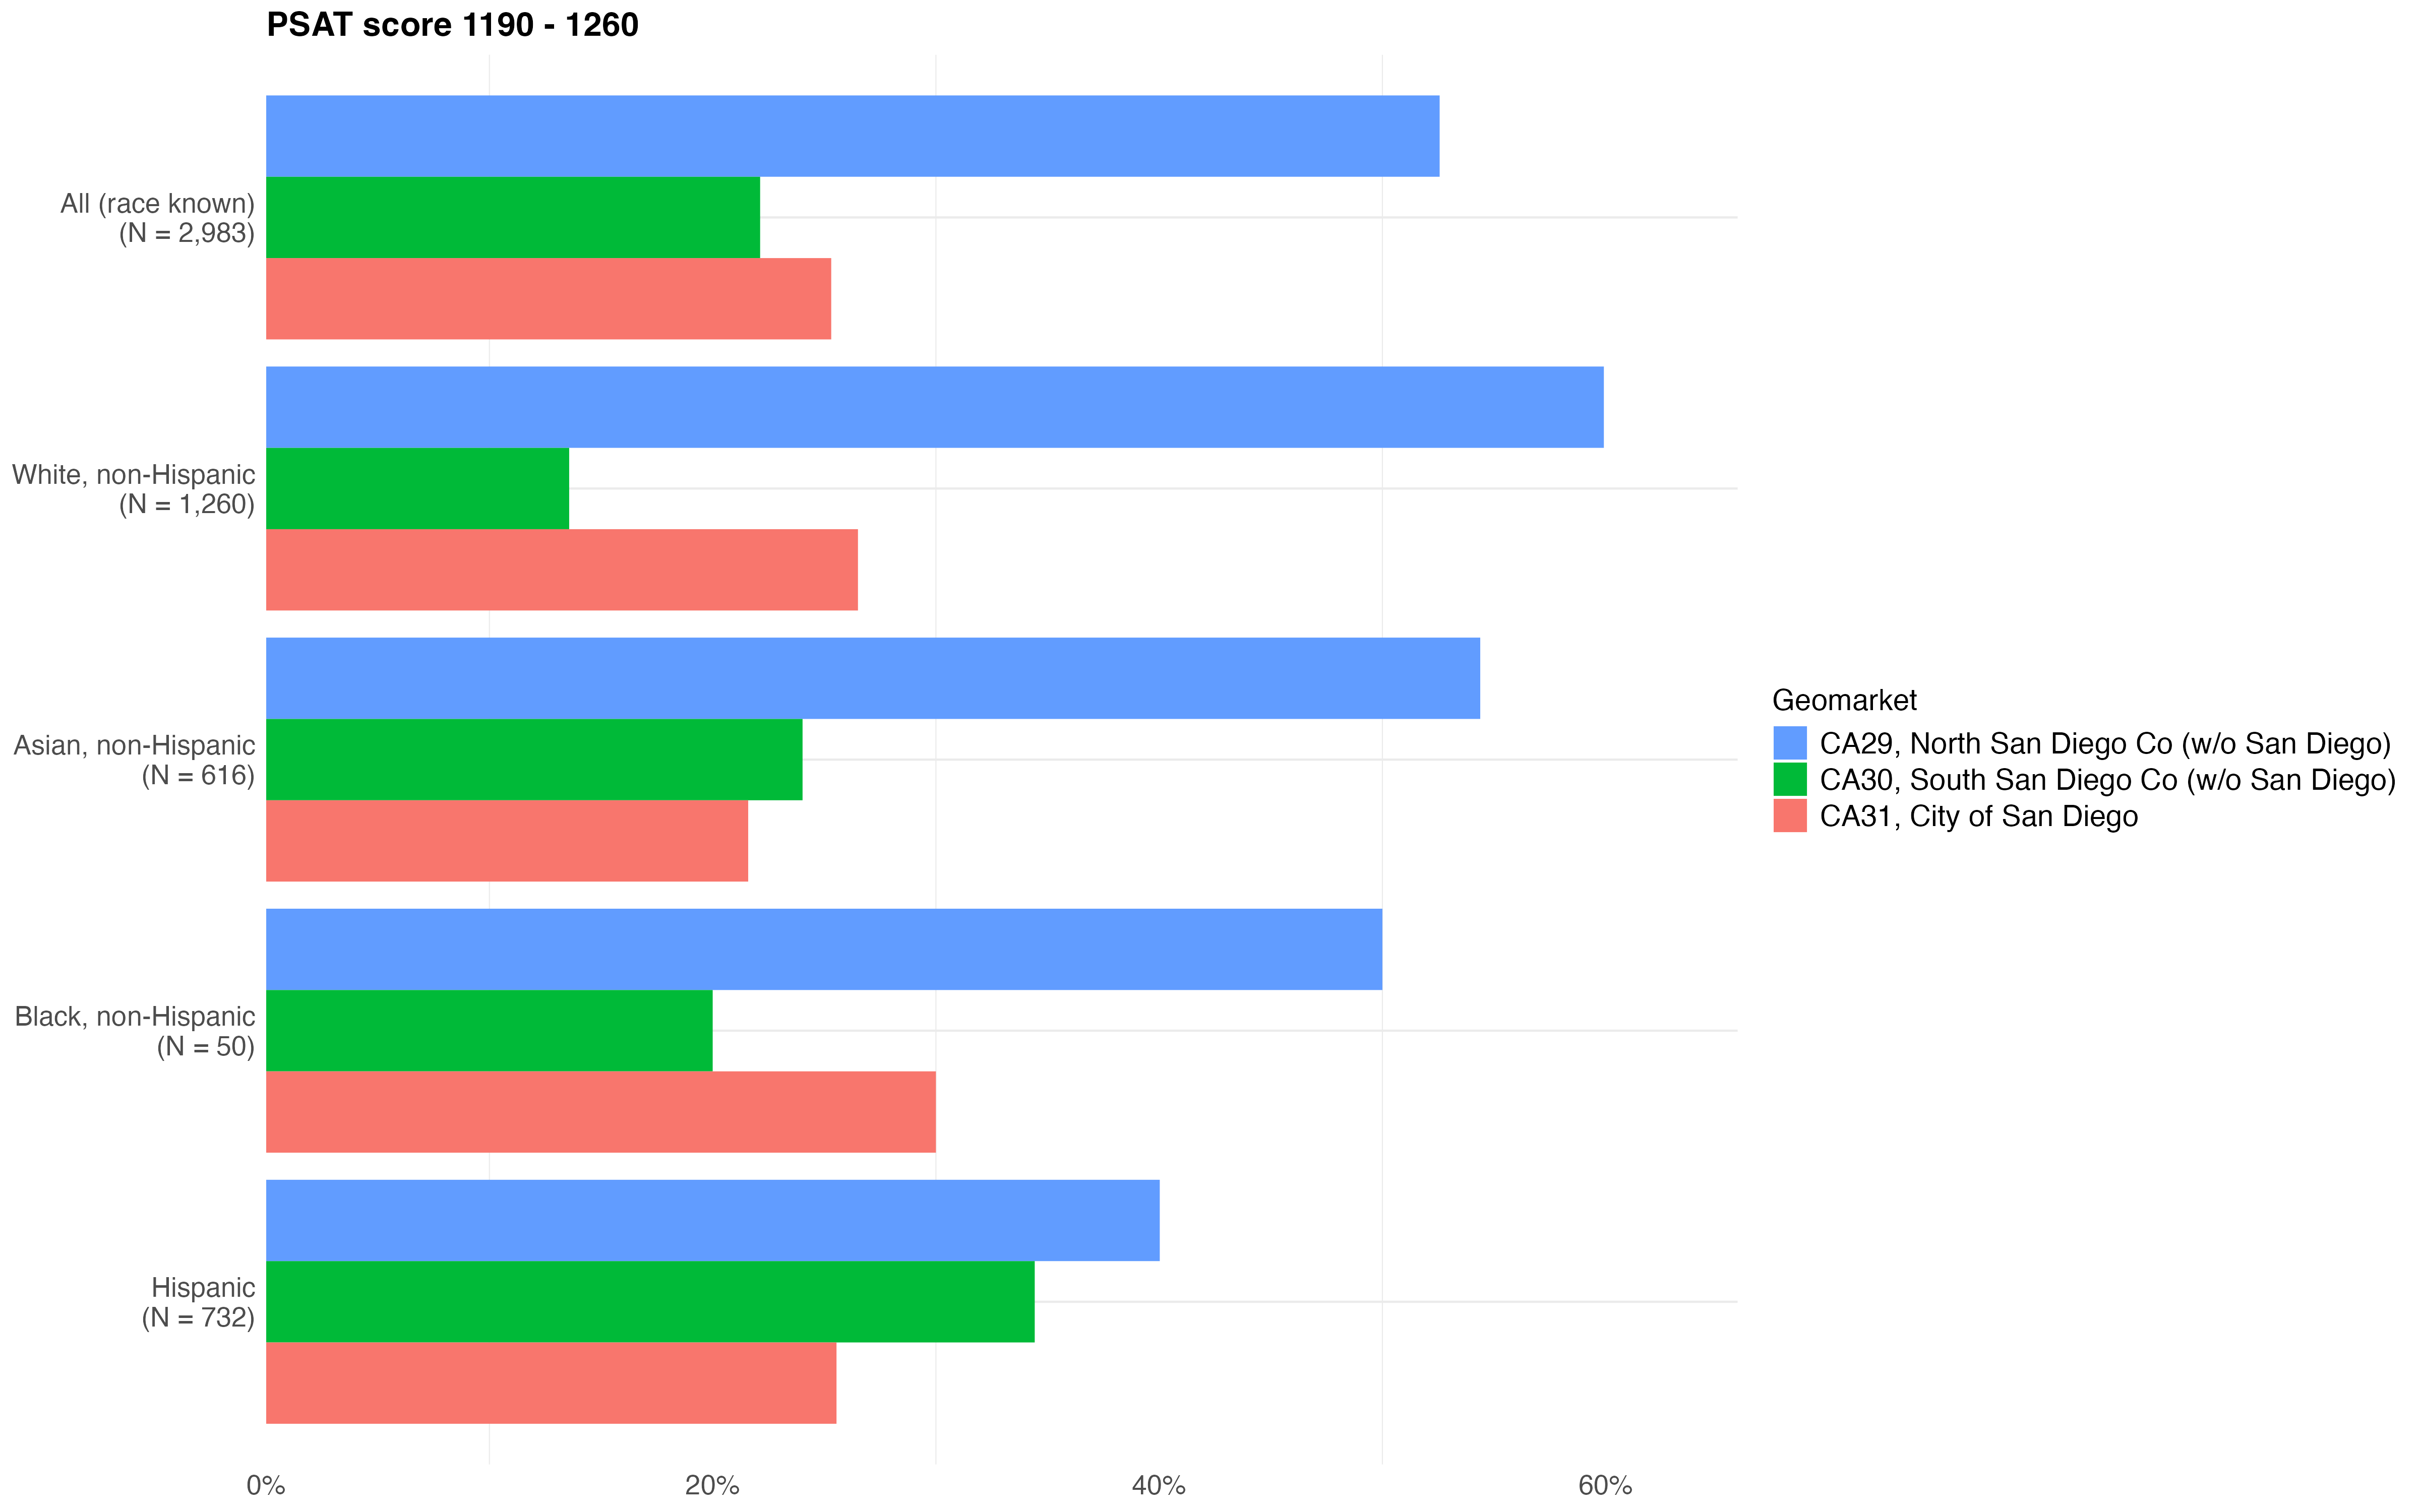 PSAT score 1190 - 1260
All (race known)
(N = 2,983)
White, non-Hispanic
(N = 1,260)
Asian, non-Hispanic
(N = 616)
Black, non-Hispanic
(N = 50)
Hispanic
(N = 732)
0%
20%
40%
60%
Geomarket
CA29, North San Diego Co (w/o San Diego)
CA30, South San Diego Co (w/o San Diego)
CA31, City of San Diego